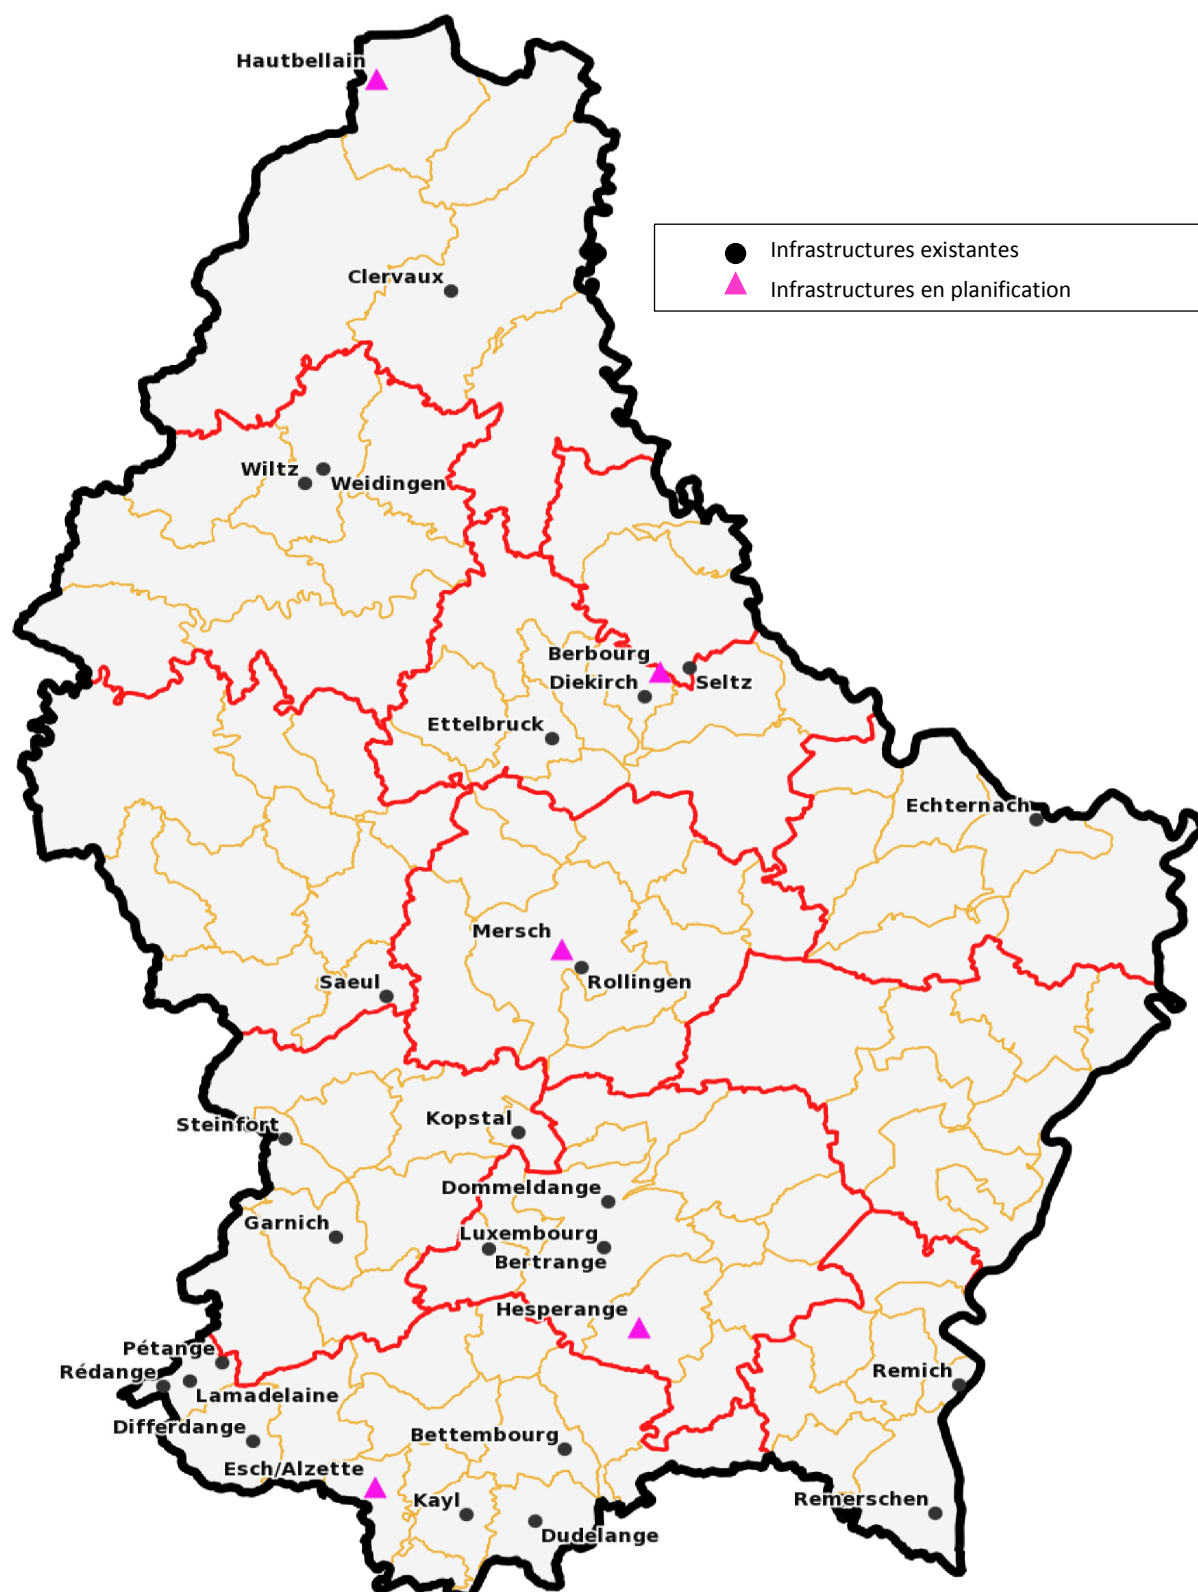 Hautbellain
Infrastructures existantes
Clervaux
Infrastructures en planification
Wiltz
Weidingen
Berbourg
Diekirch
Seltz
Ettelbruck
Echternach
Mersch
Saeul
Rollingen
Steinfort
Kopstal
Dommeldange
Garnich
Luxembourg
Bertrange
Hesperange
Pétange
Rédange
Remich
Lamadelaine
Differdange
Bettembourg
Esch/Alzette
Kayl
Remerschen
Dudelange